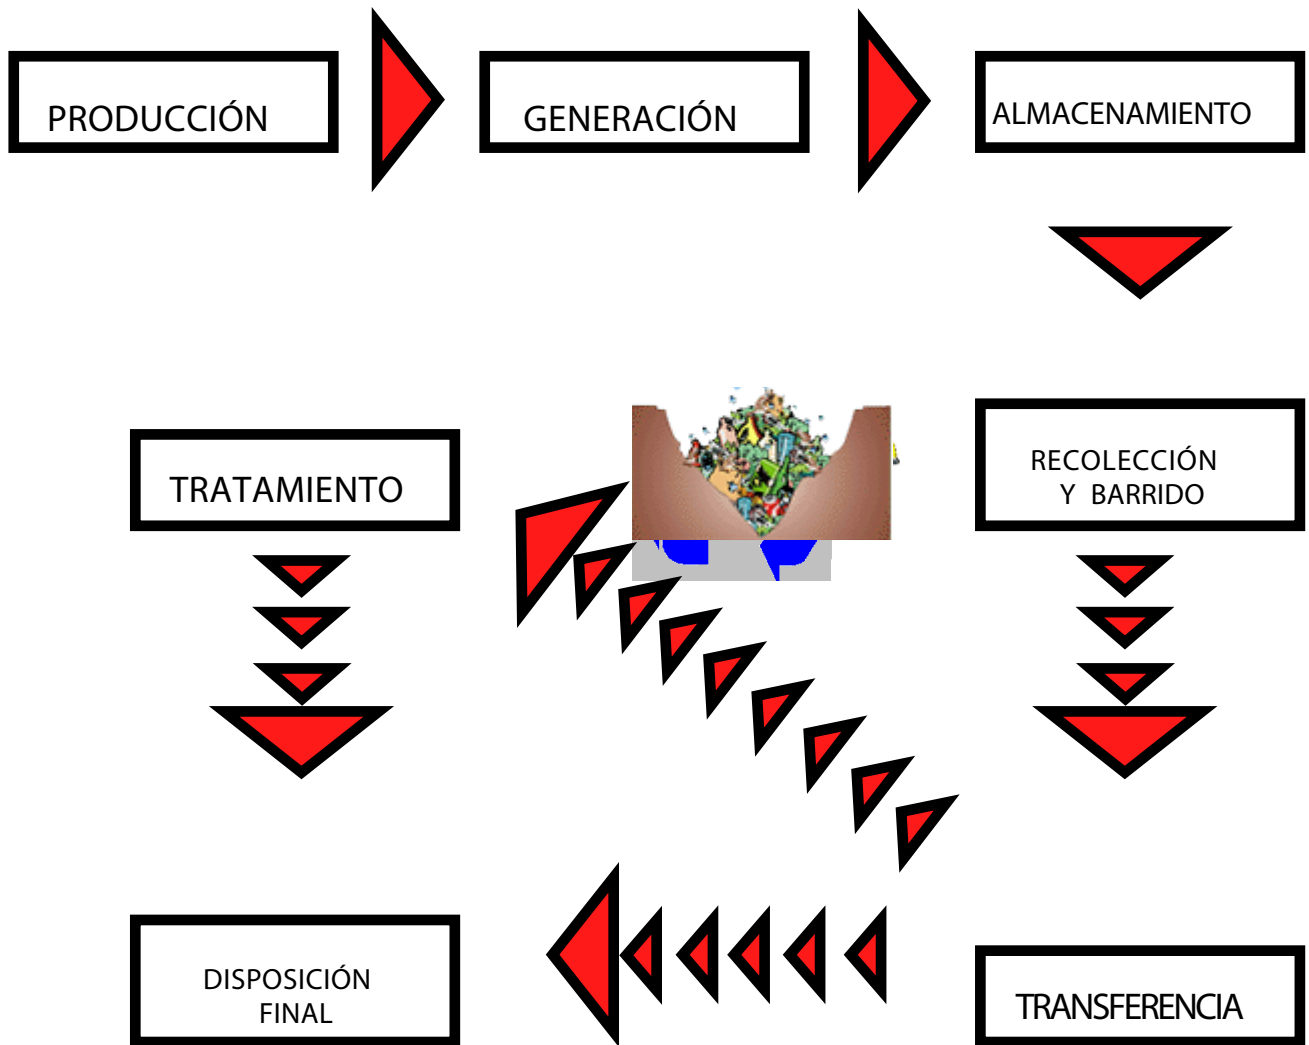 PRODUCCIÓN
GENERACIÓN
ALMACENAMIENTO
TRATAMIENTO
RECOLECCIÓN
Y BARRIDO
DISPOSICIÓN
FINAL
TRANSFERENCIA